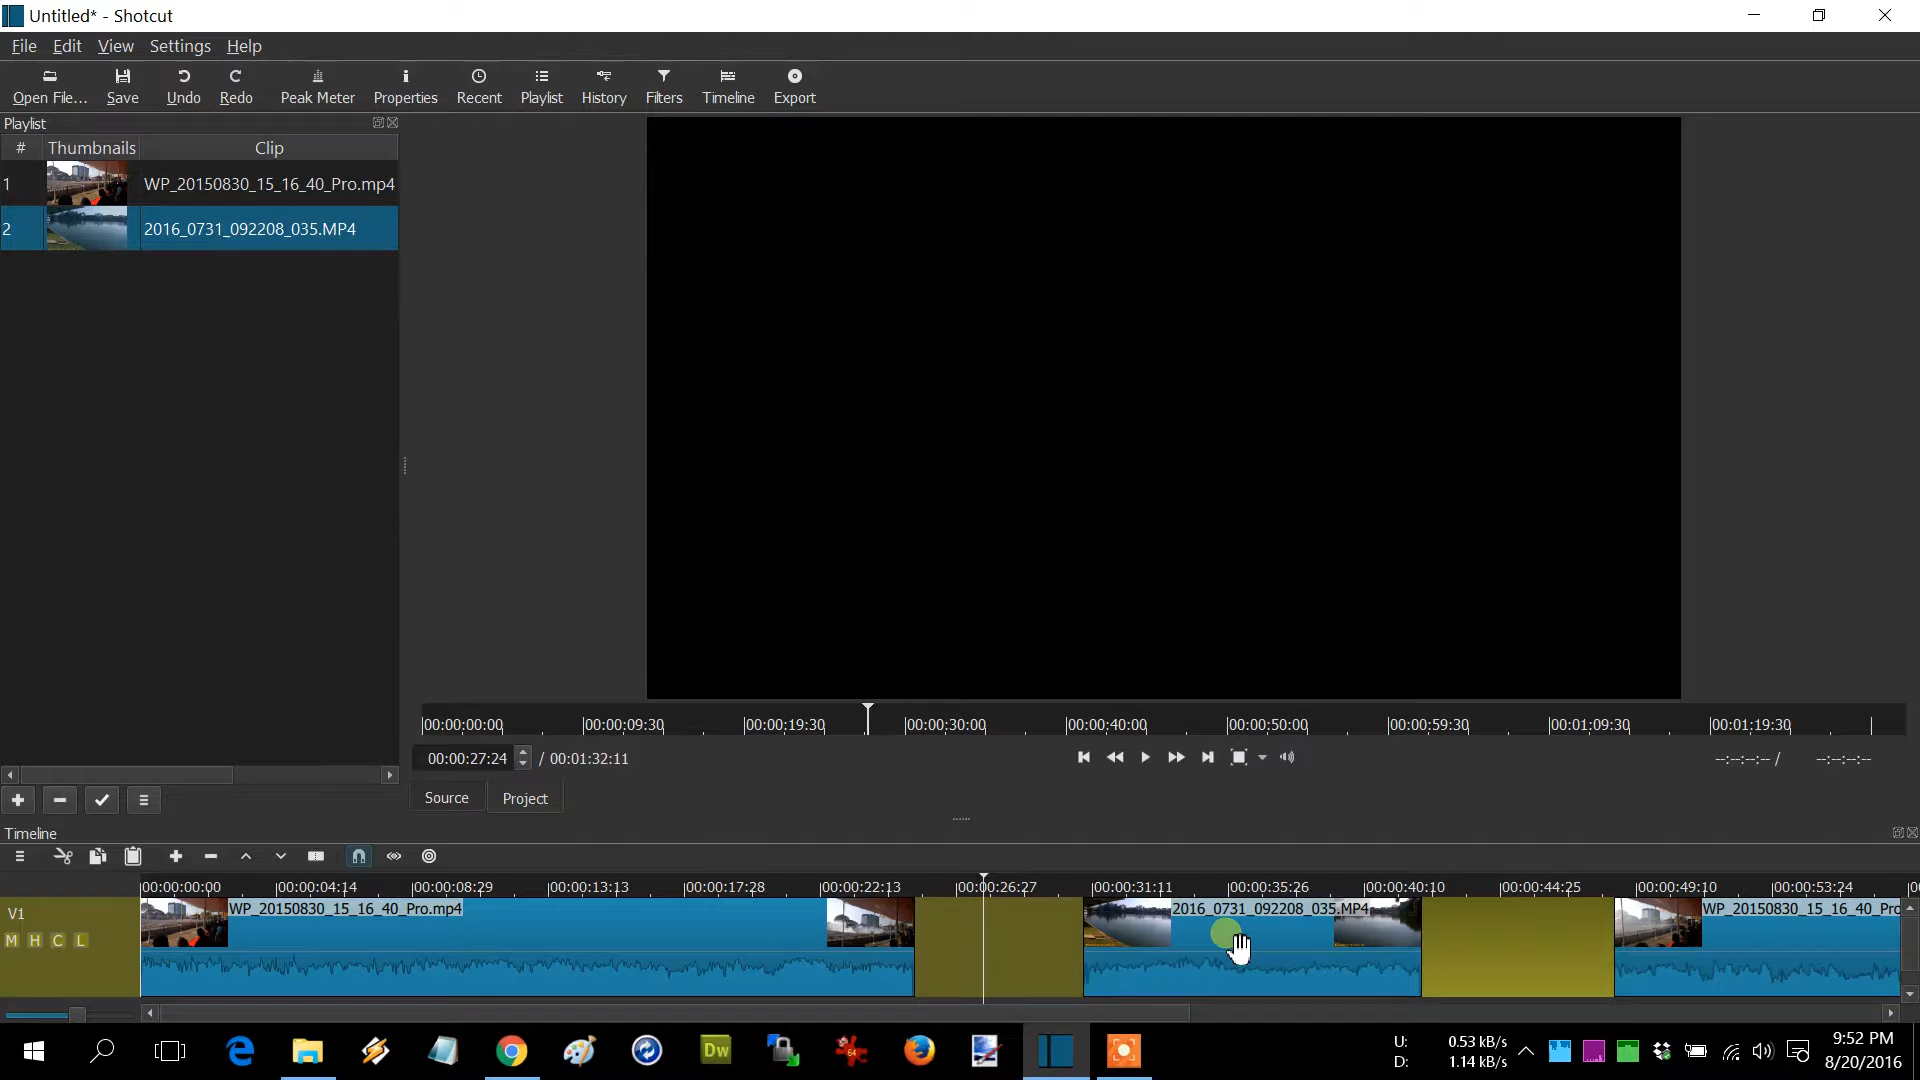 Untitled* - Shotcut
File Edit View Settings Help
Open File... Save Undo Redo Peak Meter Properties Recent Playlist History Filters Timeline Export
Playlist
# Thumbnails Clip
1 WP_20150830_15_16_40_Pro.mp4
2 2016_0731_092208_035.MP4
00:00:00:00 00:00:09:30 00:00:19:30 00:00:30:00 00:00:40:00 00:00:50:00 00:00:59:30 00:01:09:30 00:01:19:30
00:00:27:24 / 00:01:32:11 --:--:--:-- / --:--:--:--
Source Project
Timeline
00:00:00:00 00:00:04:14 00:00:08:29 00:00:13:13 00:00:17:28 00:00:22:13 00:00:26:27 00:00:31:11 00:00:35:26 00:00:40:10 00:00:44:25 00:00:49:10 00:00:53:24
V1 WP_20150830_15_16_40_Pro.mp4 2016_0731_092208_035.MP4 WP_20150830_15_16_40_Pro
M H C L
Dw 64 U: 0.53 kB/s 9:52 PM
D: 1.14 kB/s 8/20/2016